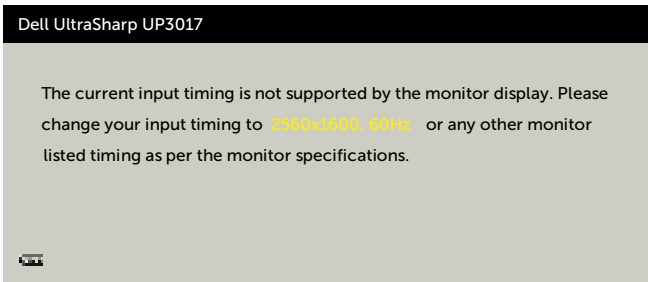 Dell UltraSharp UP3017
The current input timing is not supported by the monitor display. Please
change your input timing to 2560x1600, 60Hz or any other monitor
listed timing as per the monitor specifications.